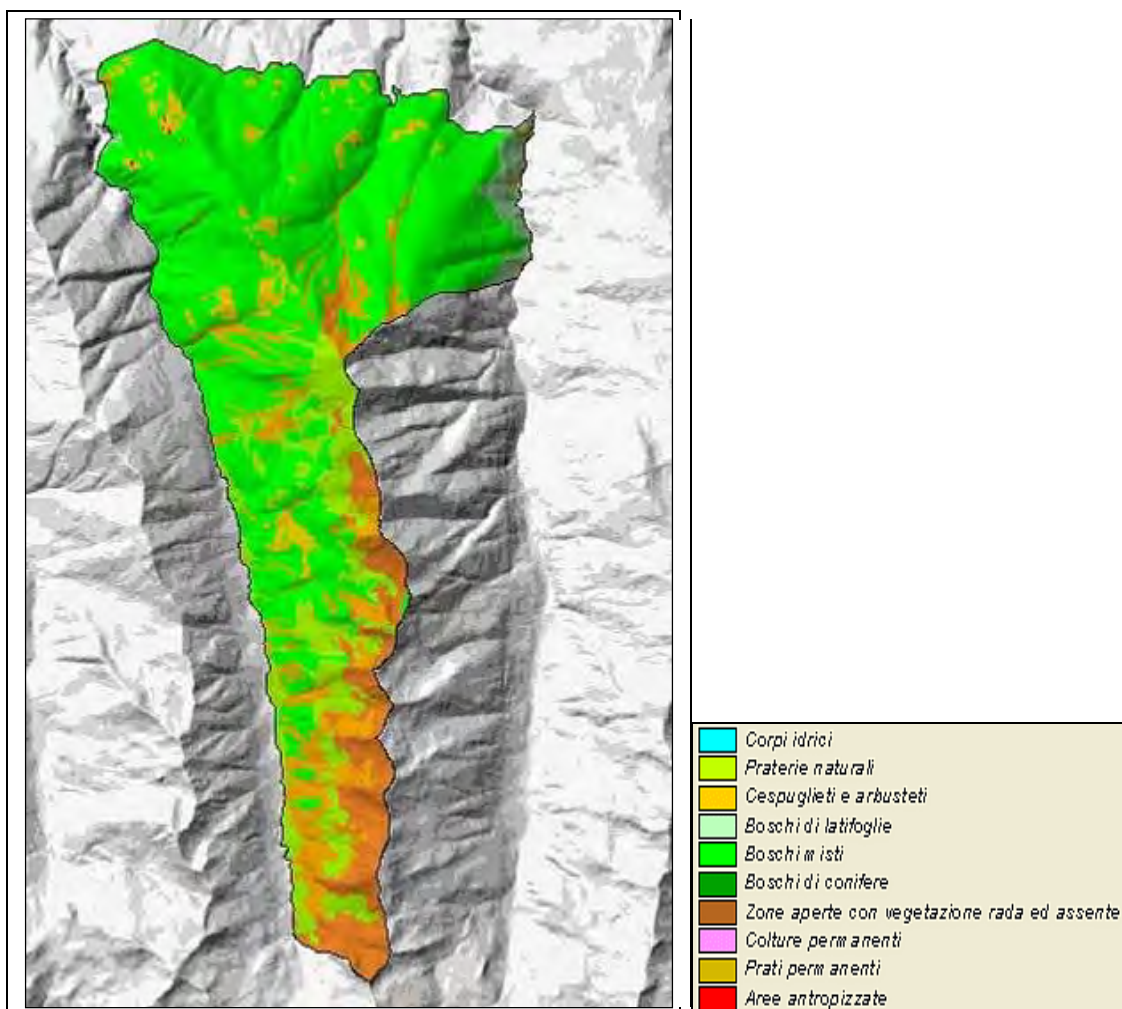 Corpi idrici
Praterie naturali
Cespuglieti e arbusteti
Boschi di latifoglie
Boschi misti
Boschi di conifere
Zone aperte con vegetazione rada ed assente
Colture permanenti
Prati permanenti
Aree antropizzate